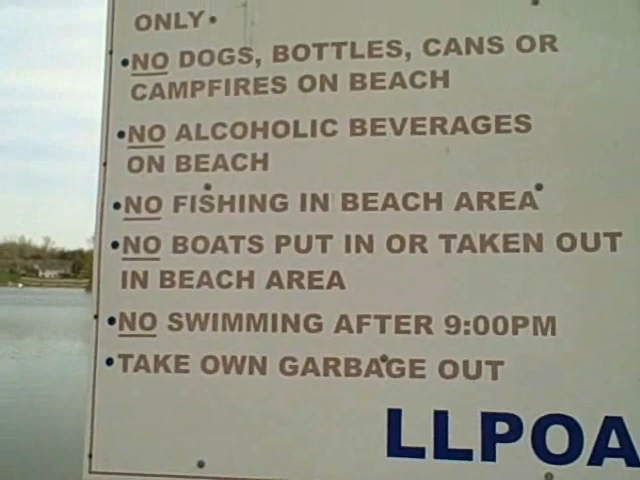 ONLY
•NO DOGS, BOTTLES, CANS OR
CAMPFIRES ON BEACH
•NO ALCOHOLIC BEVERAGES
ON BEACH
•NO FISHING IN BEACH AREA
•NO BOATS PUT IN OR TAKEN OUT
IN BEACH AREA
•NO SWIMMING AFTER 9:00PM
•TAKE OWN GARBAGE OUT
LLPOA